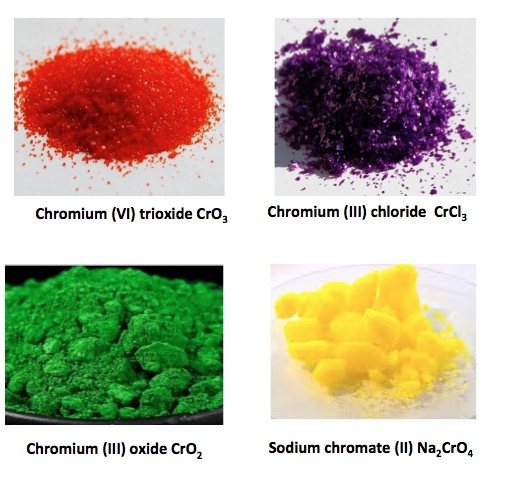 Chromium (VI) trioxide CrO₃
Chromium (III) chloride CrCl₃
Chromium (III) oxide CrO₂
Sodium chromate (II) Na₂CrO₄